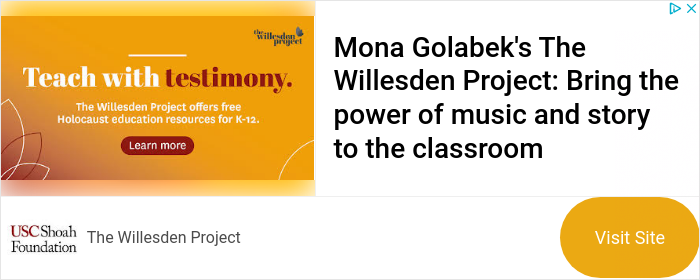 the willesden project
Teach with testimony.
The Willesden Project offers free
Holocaust education resources for K-12.
Learn more
Mona Golabek's The
Willesden Project: Bring the
power of music and story
to the classroom
USC Shoah
Foundation
The Willesden Project
Visit Site